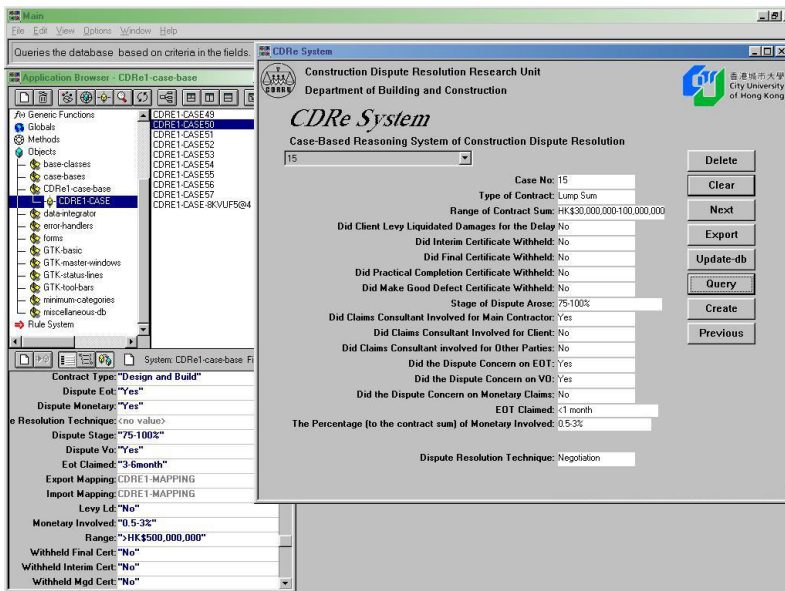 Main
File Edit View Options Window Help
Queries the database based on criteria in the fields.
Application Browser - CDRe1-case-base
f(x) Generic Functions
Globals
Methods
Objects
base-classes
case-bases
CDRe1-case-base
CDRE1-CASE
data-integrator
error-handlers
forms
GTK-basic
GTK-master-windows
GTK-status-lines
GTK-tool-bars
minimum-categories
miscellaneous-db
Rule System
CDRE1-CASE49
CDRE1-CASE50
CDRE1-CASE51
CDRE1-CASE52
CDRE1-CASE53
CDRE1-CASE54
CDRE1-CASE55
CDRE1-CASE56
CDRE1-CASE57
CDRE1-CASE-8KVUF5@4
System: CDRe1-case-base Fi
Contract Type: "Design and Build"
Dispute Eot: "Yes"
Dispute Monetary: "Yes"
e Resolution Technique: <no value>
Dispute Stage: "75-100%"
Dispute Vo: "Yes"
Eot Claimed: "3-6month"
Export Mapping: CDRE1-MAPPING
Import Mapping: CDRE1-MAPPING
Levy Ld: "No"
Monetary Involved: "0.5-3%"
Range: ">HK$500,000,000"
Withheld Final Cert: "No"
Withheld Interim Cert: "No"
Withheld Mgd Cert: "No"
CDRe System
CDRRU
Construction Dispute Resolution Research Unit
Department of Building and Construction
香港城市大學
City University
of Hong Kong
CDRe System
Case-Based Reasoning System of Construction Dispute Resolution
15
Case No: 15
Type of Contract: Lump Sum
Range of Contract Sum: HK$30,000,000-100,000,000
Did Client Levy Liquidated Damages for the Delay No
Did Interim Certificate Withheld: No
Did Final Certificate Withheld: No
Did Practical Completion Certificate Withheld: No
Did Make Good Defect Certificate Withheld: No
Stage of Dispute Arose: 75-100%
Did Claims Consultant Involved for Main Contractor: Yes
Did Claims Consultant Involved for Client: No
Did Claims Consultant involved for Other Parties: No
Did the Dispute Concern on EOT: Yes
Did the Dispute Concern on VO: Yes
Did the Dispute Concern on Monetary Claims: No
EOT Claimed: <1 month
The Percentage (to the contract sum) of Monetary Involved: 0.5-3%
Dispute Resolution Technique: Negotiation
Delete
Clear
Next
Export
Update-db
Query
Create
Previous